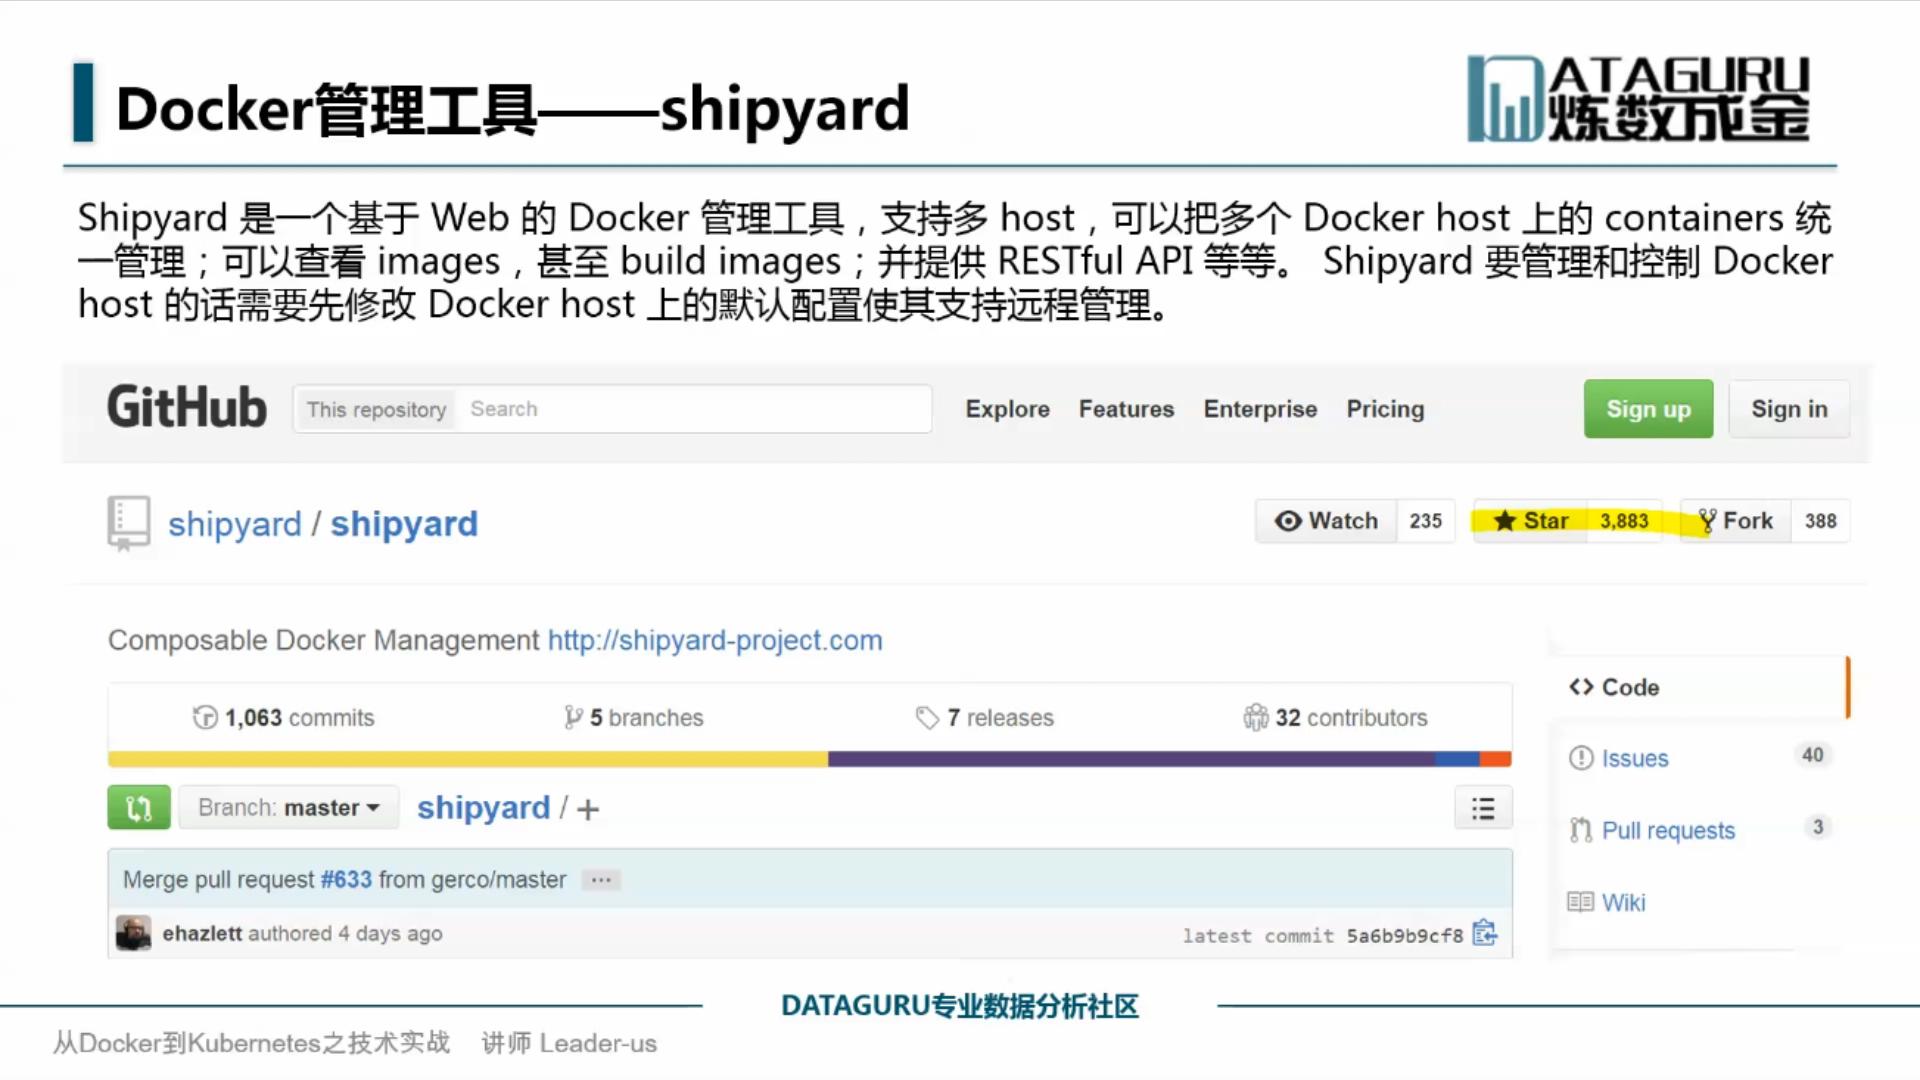 Docker管理工具——shipyard
DATAGURU
炼数成金
Shipyard 是一个基于 Web 的 Docker 管理工具，支持多 host，可以把多个 Docker host 上的 containers 统
一管理；可以查看 images，甚至 build images；并提供 RESTful API 等等。 Shipyard 要管理和控制 Docker
host 的话需要先修改 Docker host 上的默认配置使其支持远程管理。
GitHub This repository Search Explore Features Enterprise Pricing Sign up Sign in
shipyard / shipyard Watch 235 Star 3,883 Fork 388
Composable Docker Management http://shipyard-project.com
1,063 commits 5 branches 7 releases 32 contributors
Branch: master shipyard / +
Merge pull request #633 from gerco/master ...
ehazlett authored 4 days ago latest commit 5a6b9b9cf8
Code
Issues 40
Pull requests 3
Wiki
DATAGURU专业数据分析社区
从Docker到Kubernetes之技术实战 讲师 Leader-us